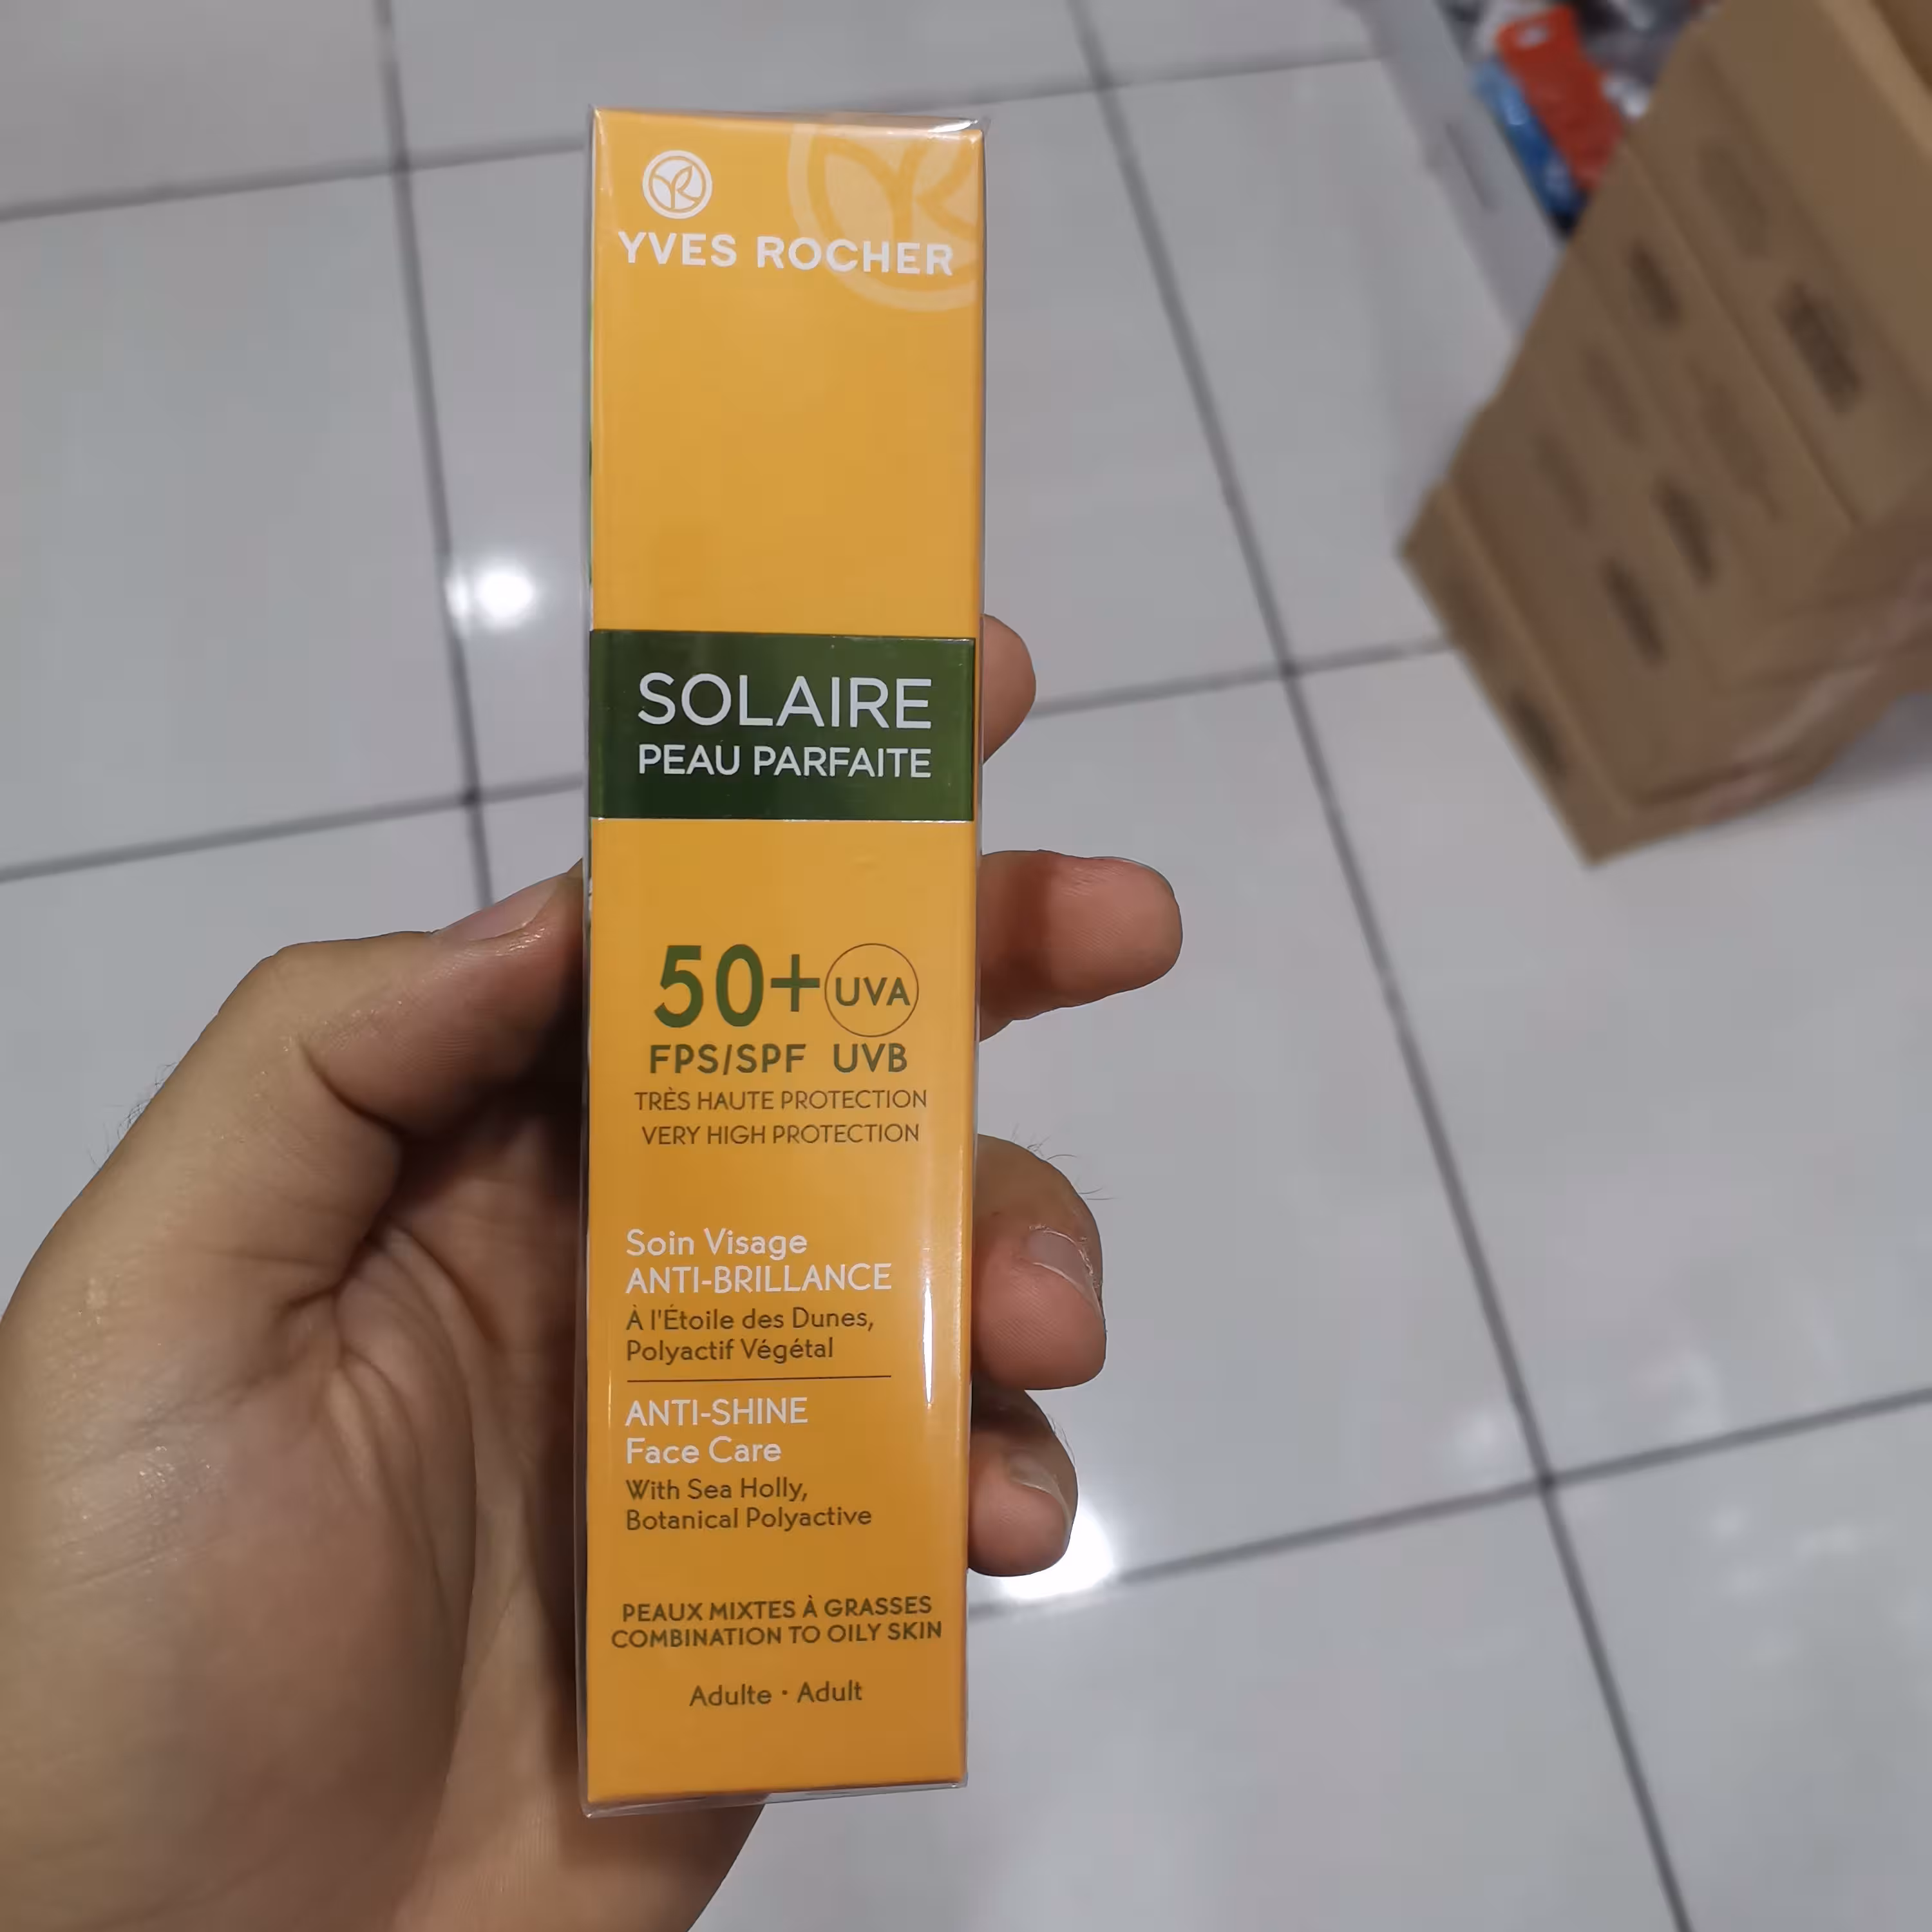 YVES ROCHER
SOLAIRE
PEAU PARFAITE
50+ UVA
FPS/SPF UVB
TRÈS HAUTE PROTECTION
VERY HIGH PROTECTION
Soin Visage
ANTI-BRILLANCE
À l'Étoile des Dunes,
Polyactif Végétal
ANTI-SHINE
Face Care
With Sea Holly,
Botanical Polyactive
PEAUX MIXTES À GRASSES
COMBINATION TO OILY SKIN
Adulte · Adult